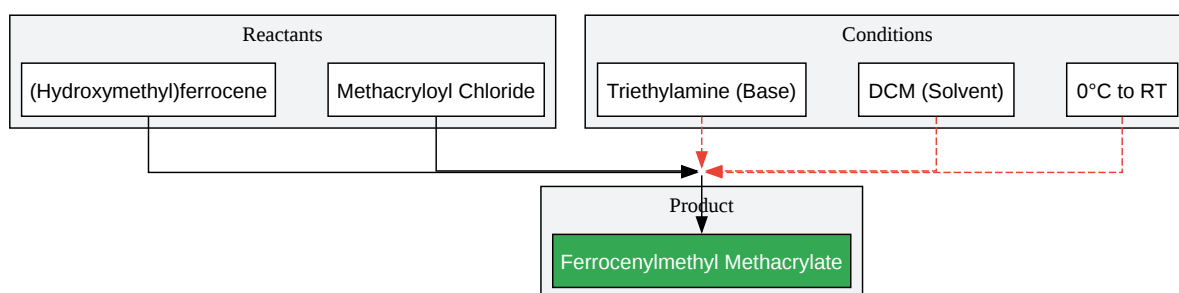 Reactants
Conditions
(Hydroxymethyl)ferrocene
Methacryloyl Chloride
Triethylamine (Base)
DCM (Solvent)
0°C to RT
Product
Ferrocenylmethyl Methacrylate